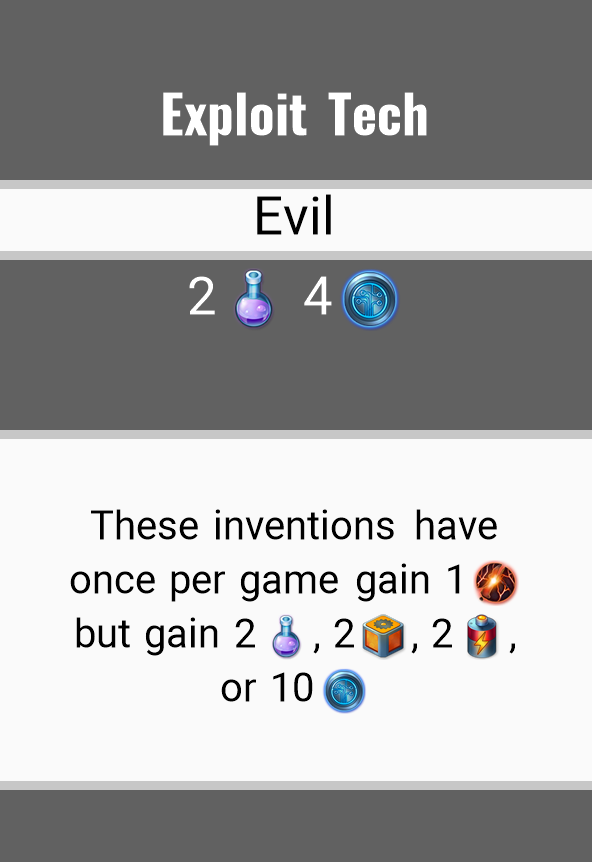 Exploit Tech
Evil
2 4
These inventions have
once per game gain 1
but gain 2 , 2 , 2 ,
or 10